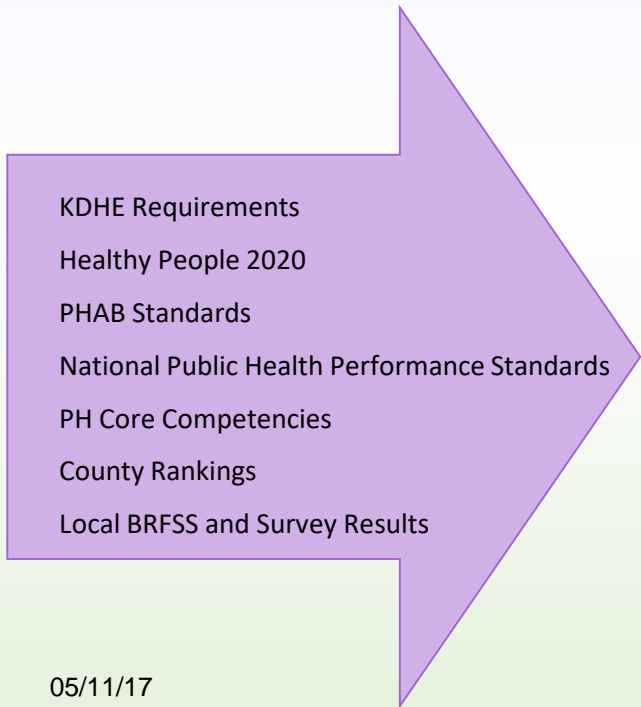 KDHE Requirements
Healthy People 2020
PHAB Standards
National Public Health Performance Standards
PH Core Competencies
County Rankings
Local BRFSS and Survey Results
05/11/17